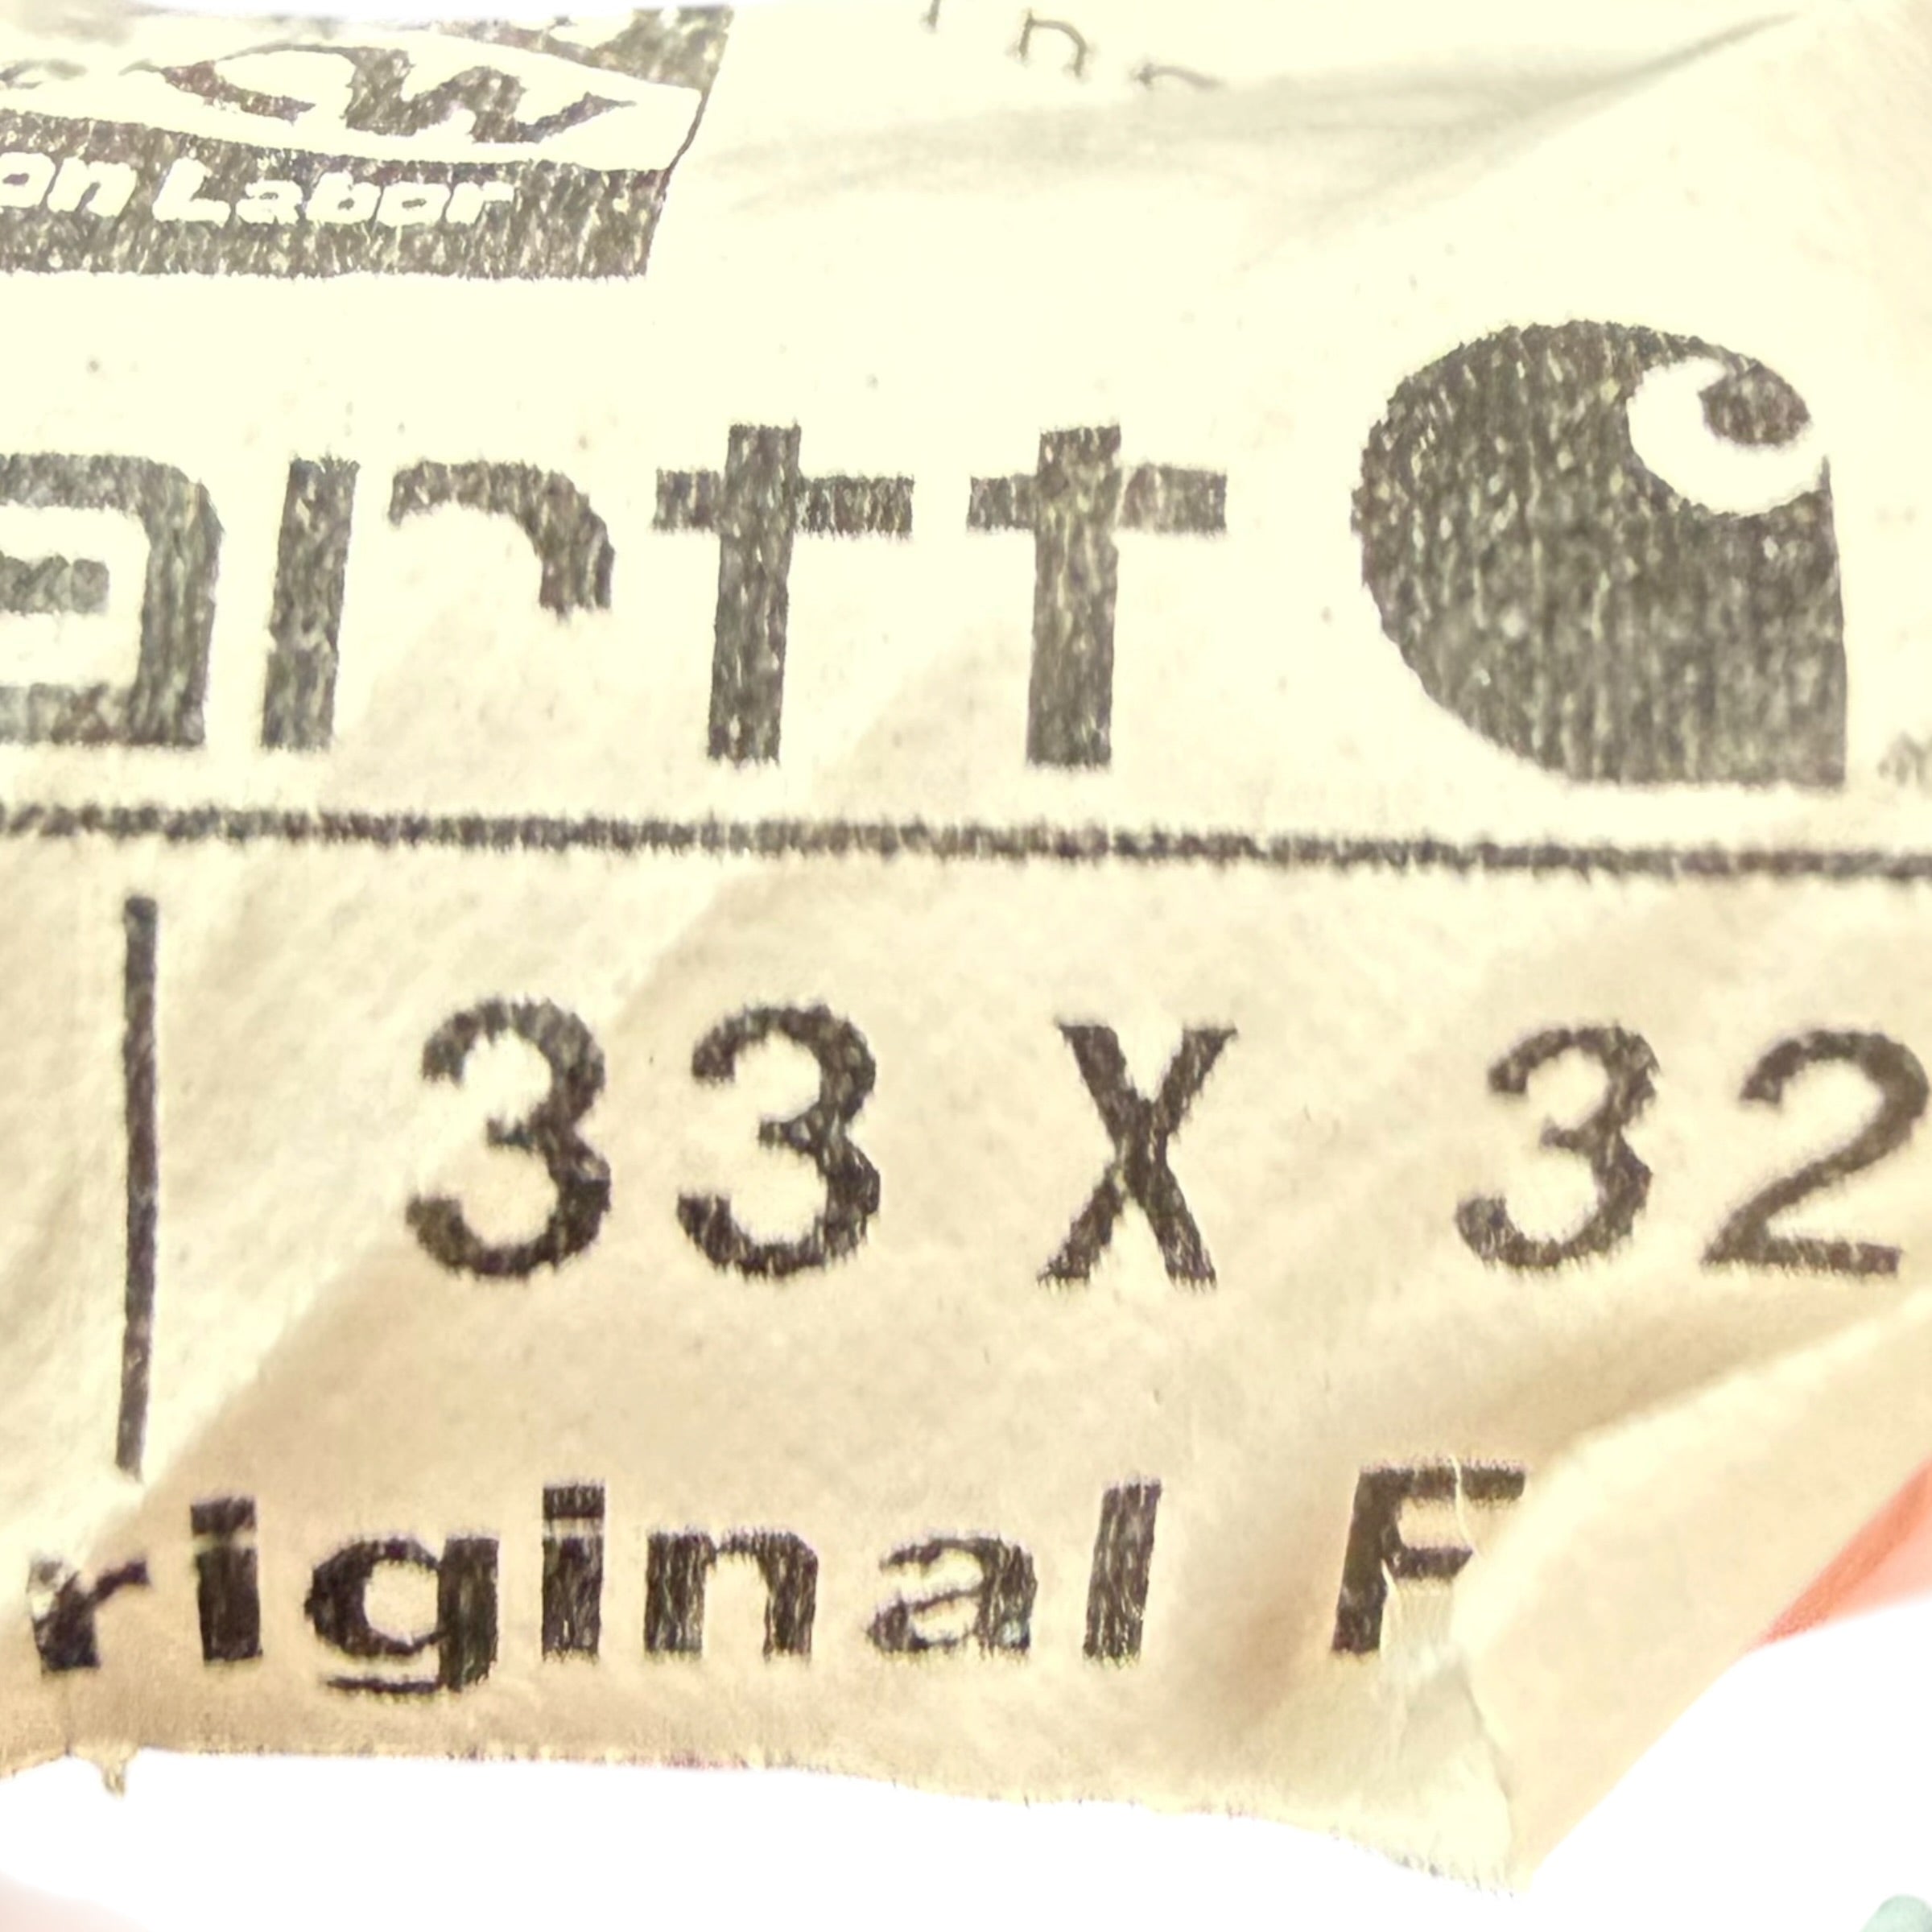 on Labor
artt
33 X 32
riginal F